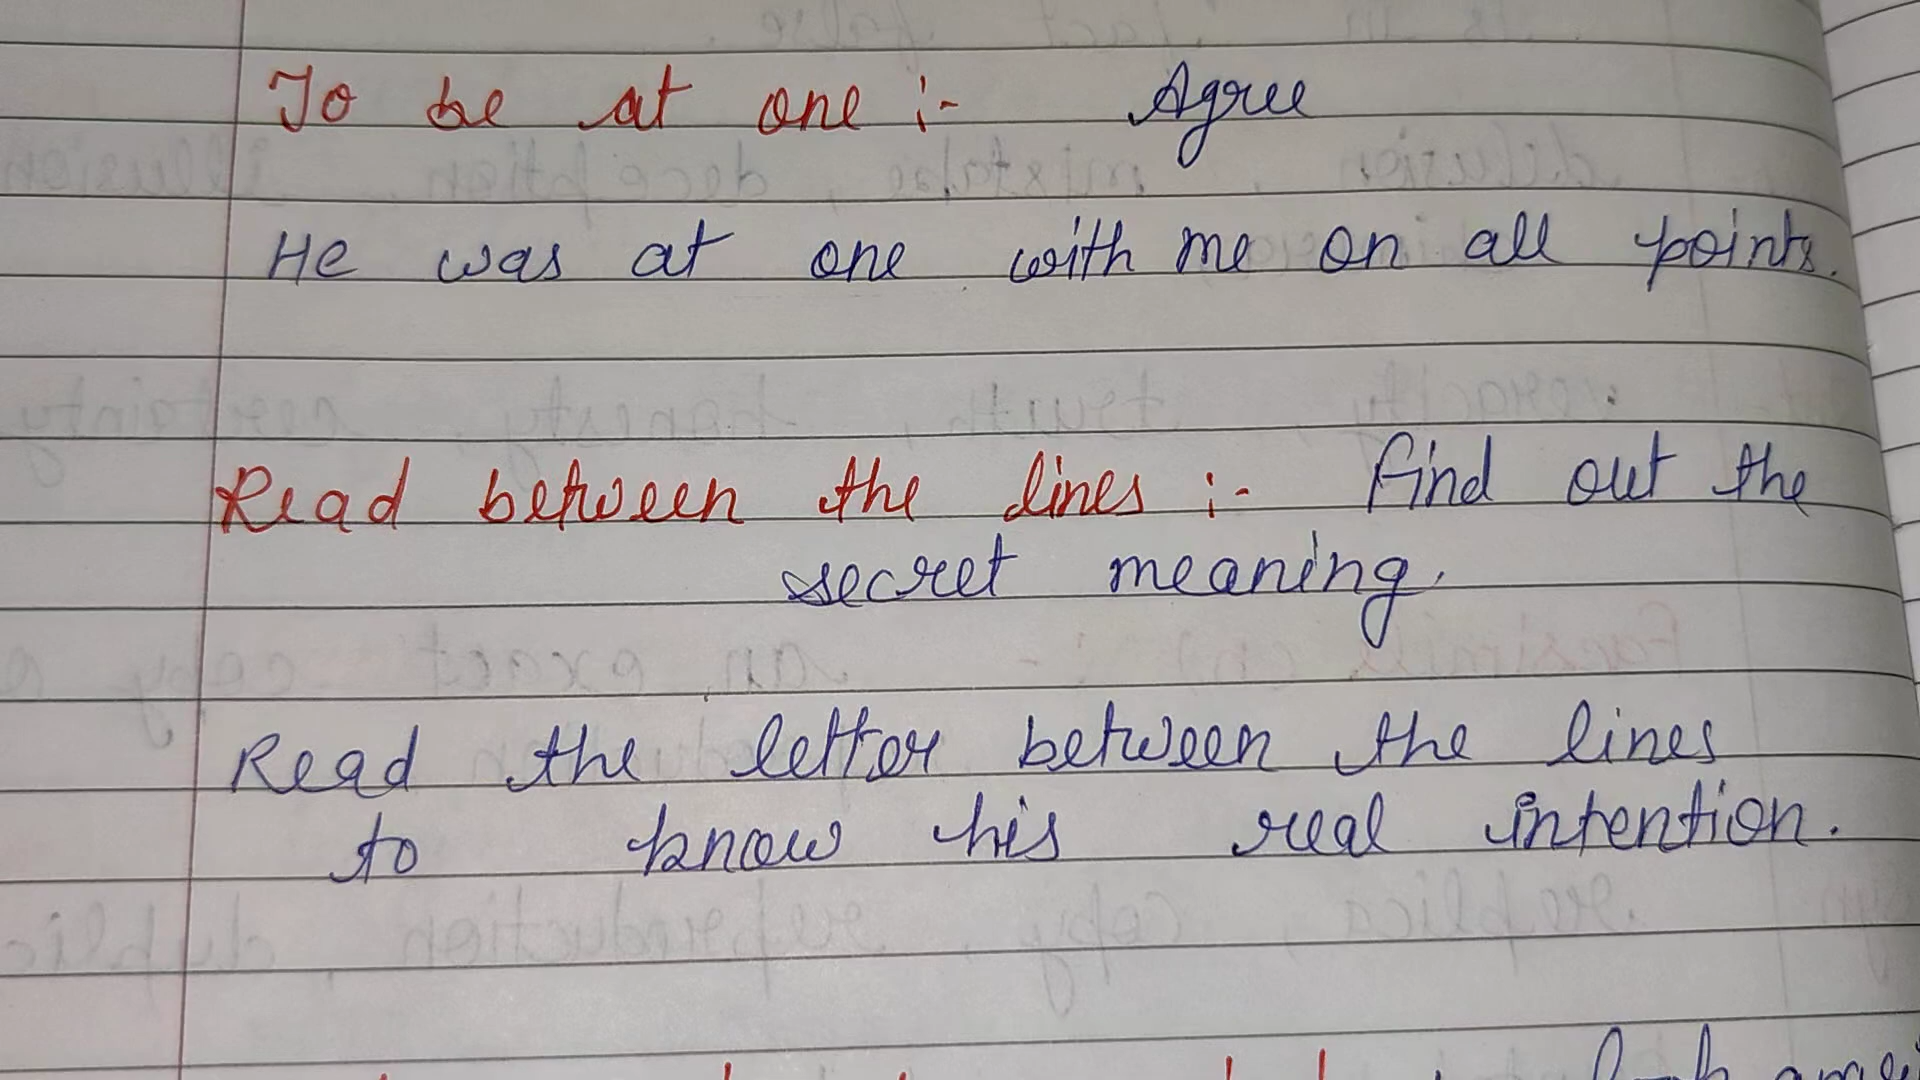 To be at one :- Agree
He was at one with me on all points.
Read between the lines :- find out the
secret meaning.
Read the letter between the lines
to know his real intention.